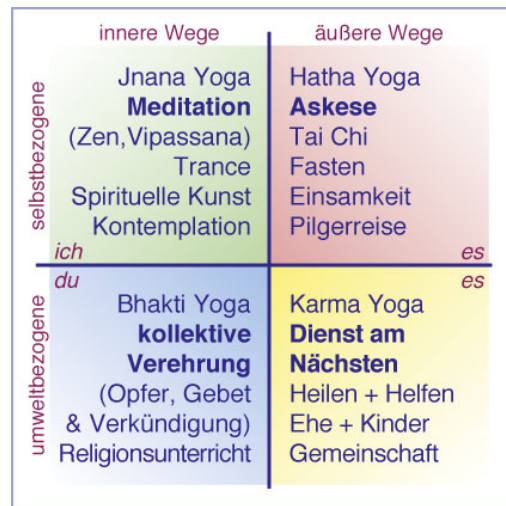 innere Wege
äußere Wege
selbstbezogene
Jnana Yoga
Meditation
(Zen,Vipassana)
Trance
Spirituelle Kunst
Kontemplation
ich
Hatha Yoga
Askese
Tai Chi
Fasten
Einsamkeit
Pilgerreise
es
umweltbezogene
du
Bhakti Yoga
kollektive
Verehrung
(Opfer, Gebet
& Verkündigung)
Religionsunterricht
es
Karma Yoga
Dienst am
Nächsten
Heilen + Helfen
Ehe + Kinder
Gemeinschaft